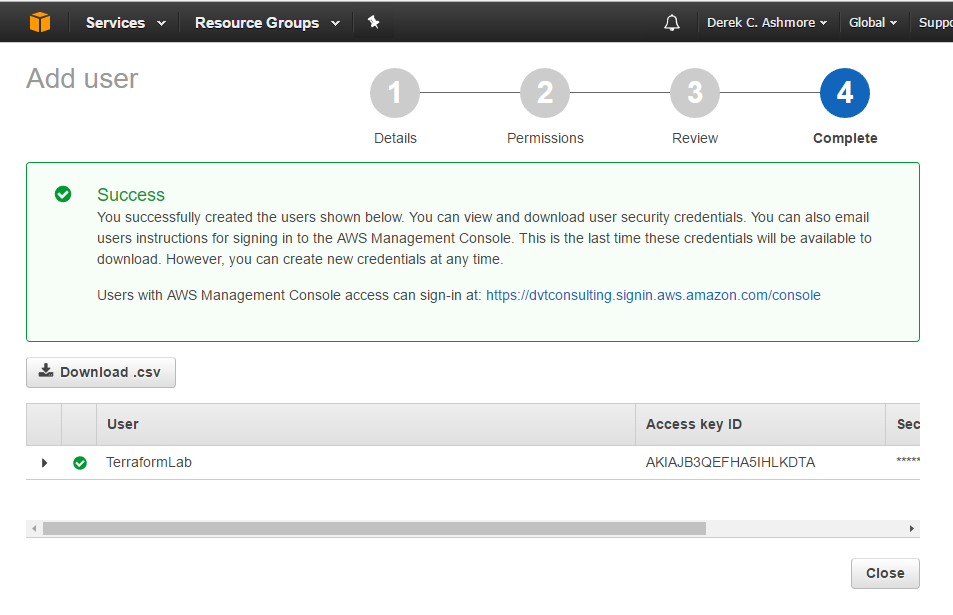 Services Resource Groups Derek C. Ashmore Global Suppo
Add user
1 2 3 4
Details Permissions Review Complete
Success
You successfully created the users shown below. You can view and download user security credentials. You can also email
users instructions for signing in to the AWS Management Console. This is the last time these credentials will be available to
download. However, you can create new credentials at any time.
Users with AWS Management Console access can sign-in at: https://dvtconsulting.signin.aws.amazon.com/console
Download .csv
User Access key ID Sec
TerraformLab AKIAJB3QEFHA5IHLKDTA *****
Close